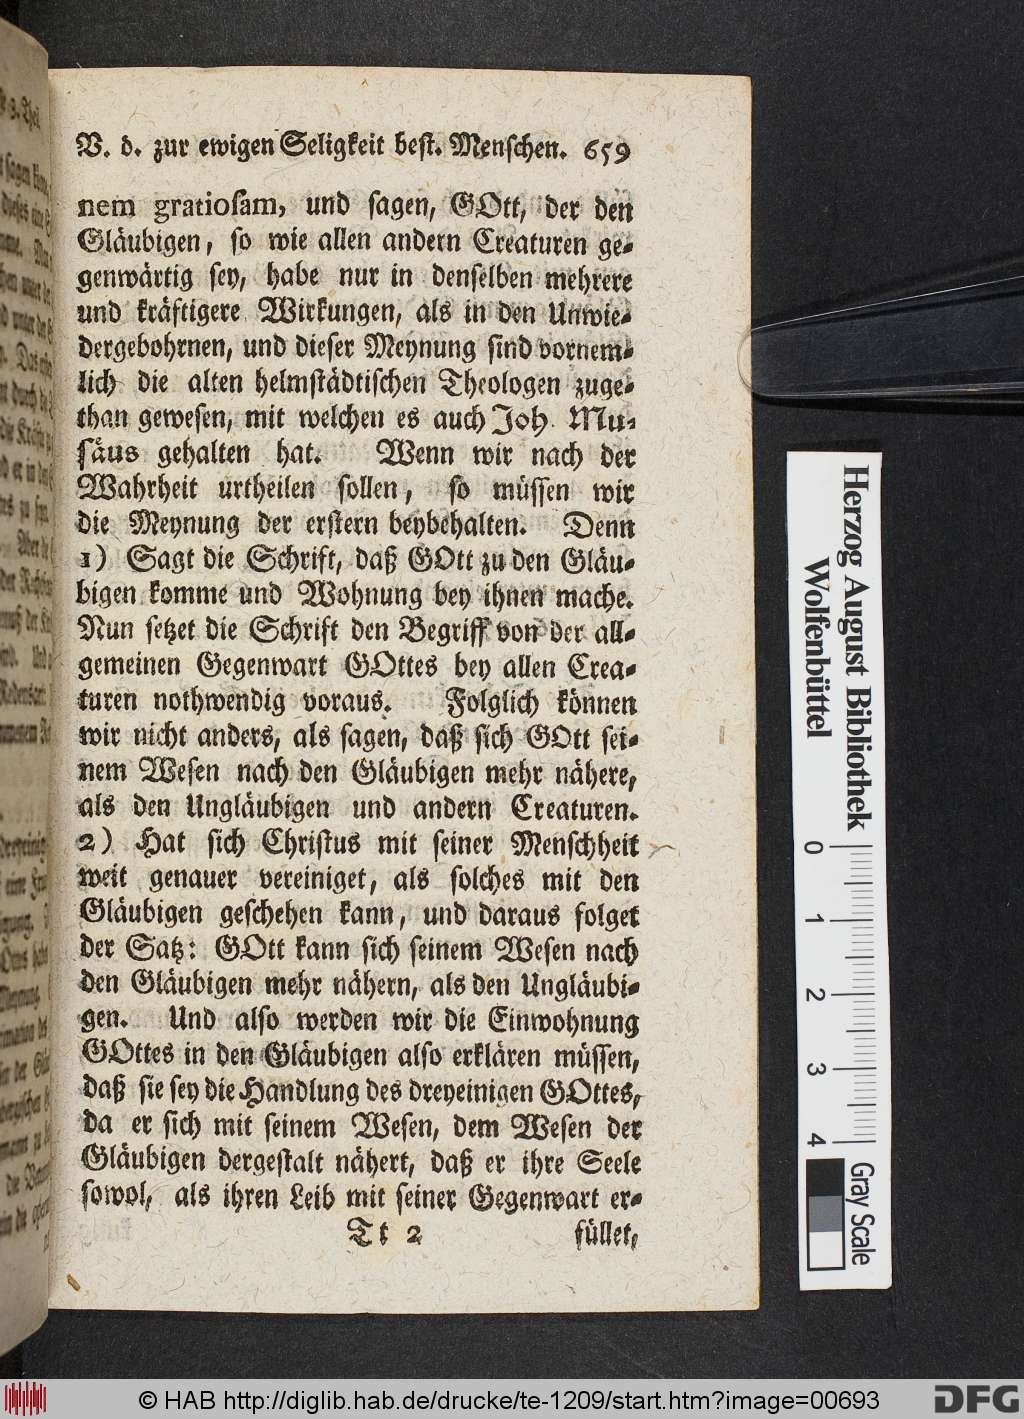 V. d. zur ewigen Seligkeit best. Menschen. 659
nem gratiosam, und sagen, GOtt, der den
Gläubigen, so wie allen andern Creaturen ge-
genwärtig sey, habe nur in denselben mehrere
und kräftigere Wirkungen, als in den Unwie-
dergebohrnen, und dieser Meynung sind vornem-
lich die alten helmstädtischen Theologen zuge-
than gewesen, mit welchen es auch Joh. Mu-
säus gehalten hat. Wenn wir nach der
Wahrheit urtheilen sollen, so müssen wir
die Meynung der erstern beybehalten. Denn
1) Sagt die Schrift, daß GOtt zu den Gläu-
bigen komme und Wohnung bey ihnen mache.
Nun setzet die Schrift den Begriff von der all-
gemeinen Gegenwart GOttes bey allen Crea-
turen nothwendig voraus. Folglich können
wir nicht anders, als sagen, daß sich GOtt sei-
nem Wesen nach den Gläubigen mehr nähere,
als den Ungläubigen und andern Creaturen.
2) Hat sich Christus mit seiner Menschheit
weit genauer vereiniget, als solches mit den
Gläubigen geschehen kann, und daraus folget
der Satz: GOtt kann sich seinem Wesen nach
den Gläubigen mehr nähern, als den Ungläubi-
gen. Und also werden wir die Einwohnung
GOttes in den Gläubigen also erklären müssen,
daß sie sey die Handlung des dreyeinigen GOttes,
da er sich mit seinem Wesen, dem Wesen der
Gläubigen dergestalt nähert, daß er ihre Seele
sowol, als ihren Leib mit seiner Gegenwart er-
Tt 2 füllet,
Herzog August Bibliothek
Wolfenbüttel
0 1 2 3 4
Gray Scale
© HAB http://diglib.hab.de/drucke/te-1209/start.htm?image=00693
DFG